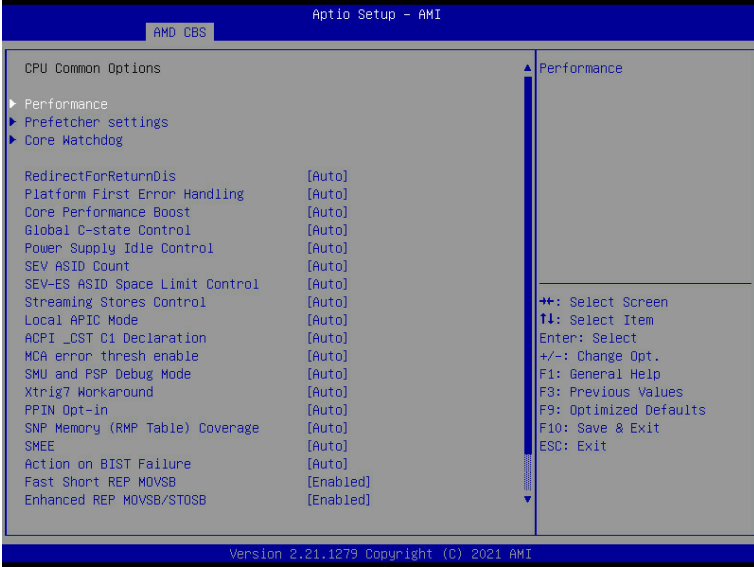 Aptio Setup – AMI
AMD CBS
CPU Common Options
Performance
Prefetcher settings
Core Watchdog
RedirectForReturnDis [Auto]
Platform First Error Handling [Auto]
Core Performance Boost [Auto]
Global C-state Control [Auto]
Power Supply Idle Control [Auto]
SEV ASID Count [Auto]
SEV-ES ASID Space Limit Control [Auto]
Streaming Stores Control [Auto]
Local APIC Mode [Auto]
ACPI _CST C1 Declaration [Auto]
MCA error thresh enable [Auto]
SMU and PSP Debug Mode [Auto]
Xtrig7 Workaround [Auto]
PPIN Opt-in [Auto]
SNP Memory (RMP Table) Coverage [Auto]
SMEE [Auto]
Action on BIST Failure [Auto]
Fast Short REP MOVSB [Enabled]
Enhanced REP MOVSB/STOSB [Enabled]
Performance
→←: Select Screen
↑↓: Select Item
Enter: Select
+/-: Change Opt.
F1: General Help
F3: Previous Values
F9: Optimized Defaults
F10: Save & Exit
ESC: Exit
Version 2.21.1279 Copyright (C) 2021 AMI